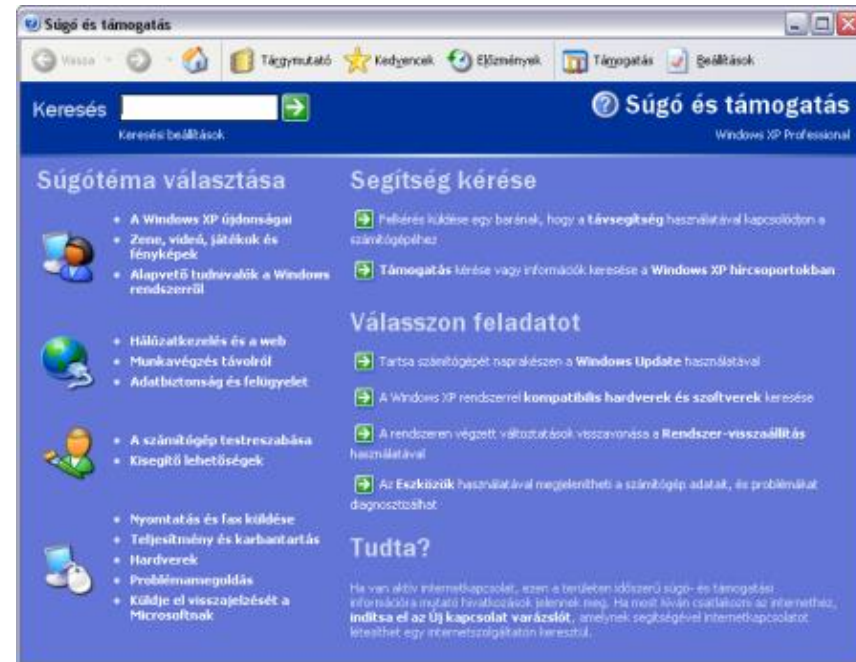 Súgó és támogatás
Vissza Tárgymutató Kedvencek Előzmények Támogatás Beállítások
Keresés
Keresési beállítások
Súgó és támogatás
Windows XP Professional
Súgótéma választása
A Windows XP újdonságai
Zene, videó, játékok és
fényképek
Alapvető tudnivalók a Windows
rendszerről
Hálózatkezelés és a web
Munkavégzés távolról
Adatbiztonság és felügyelet
A számítógép testreszabása
Kisegítő lehetőségek
Nyomtatás és fax küldése
Teljesítmény és karbantartás
Hardverek
Problémamegoldás
Küldje el visszajelzését a
Microsoftnak
Segítség kérése
Felkérés küldése egy barának, hogy a távsegítség használatával kapcsolódjon a
számítógépéhez
Támogatás kérése vagy információk keresése a Windows XP hírcsoportokban
Válasszon feladatot
Tartsa számítógépét naprakészen a Windows Update használatával
A Windows XP rendszerrel kompatibilis hardverek és szoftverek keresése
A rendszeren végzett változtatások visszavonása a Rendszer-visszaállítás
használatával
Az Eszközök használatával megjelenítheti a számítógép adatait, és problémákat
diagnosztizálhat
Tudta?
Ha van aktív internetkapcsolat, ezen a területen időszerű súgó- és támogatási
információra mutató hivatkozások jelennek meg. Ha most kíván csatlakozni az internethez,
indítsa el az Új kapcsolat varázslót, amelynek segítségével internetkapcsolatot
létesíthet egy internetszolgáltatón keresztül.